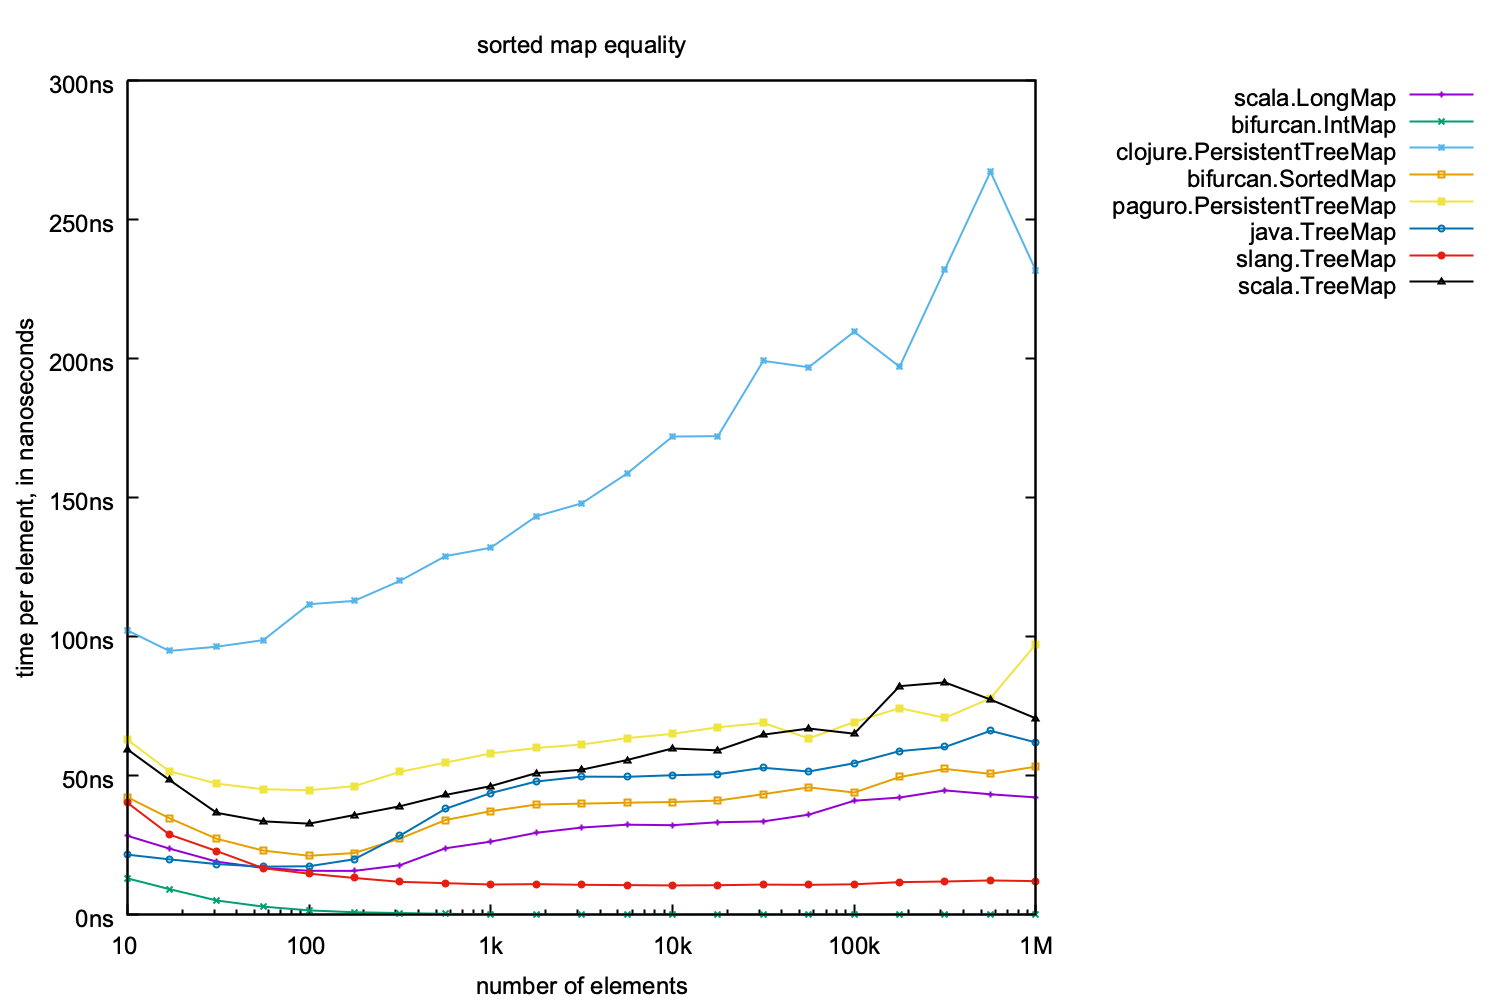 sorted map equality
300ns
250ns
200ns
150ns
100ns
50ns
0ns
time per element, in nanoseconds
10
100
1k
10k
100k
1M
number of elements
scala.LongMap
bifurcan.IntMap
clojure.PersistentTreeMap
bifurcan.SortedMap
paguro.PersistentTreeMap
java.TreeMap
slang.TreeMap
scala.TreeMap